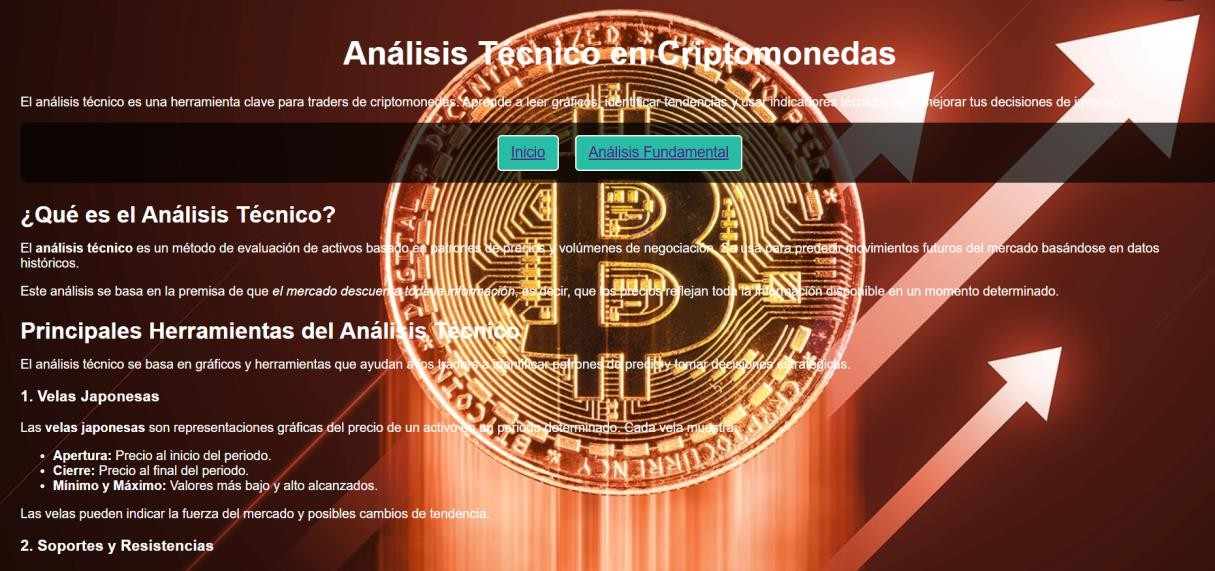 Análisis Técnico en Criptomonedas
El análisis técnico es una herramienta clave para traders de criptomonedas. Aprende a leer gráficos, identificar tendencias y usar indicadores técnicos para mejorar tus decisiones de inversión.
Inicio
Análisis Fundamental
¿Qué es el Análisis Técnico?
El análisis técnico es un método de evaluación de activos basado en patrones de precios y volúmenes de negociación. Se usa para predecir movimientos futuros del mercado basándose en datos
históricos.
Este análisis se basa en la premisa de que el mercado descuenta toda la información, es decir, que los precios reflejan toda la información disponible en un momento determinado.
Principales Herramientas del Análisis Técnico
El análisis técnico se basa en gráficos y herramientas que ayudan a los traders a identificar patrones de precio y tomar decisiones estratégicas.
1. Velas Japonesas
Las velas japonesas son representaciones gráficas del precio de un activo en un periodo determinado. Cada vela muestra:
• Apertura: Precio al inicio del periodo.
• Cierre: Precio al final del periodo.
• Mínimo y Máximo: Valores más bajo y alto alcanzados.
Las velas pueden indicar la fuerza del mercado y posibles cambios de tendencia.
2. Soportes y Resistencias
DIGITAL * DECENTRALIZED * PEER TO PEER *
BITCOIN
CRYPTOCURRENCY